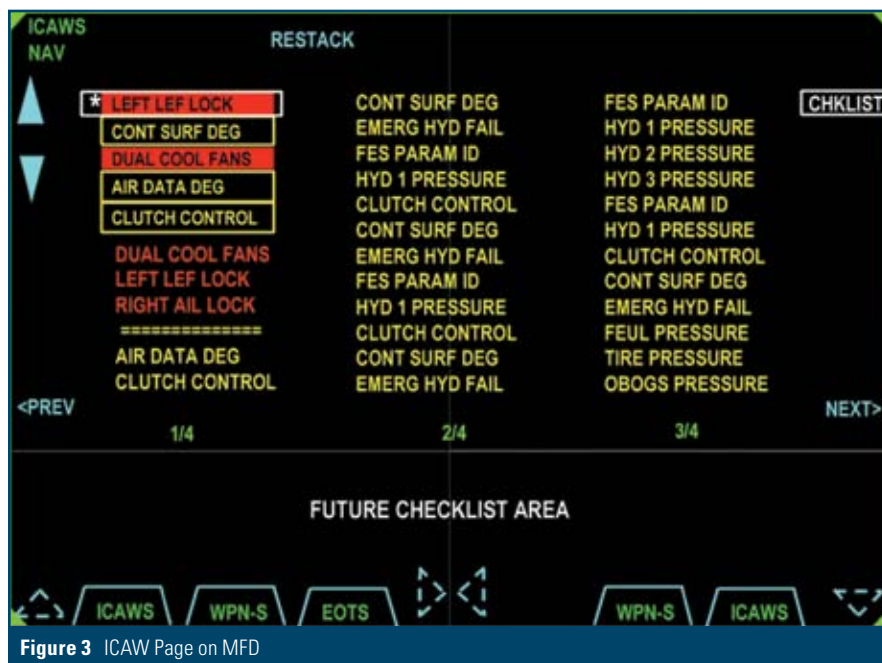 ICAWS
NAV
RESTACK
* LEFT LEF LOCK
CONT SURF DEG
DUAL COOL FANS
AIR DATA DEG
CLUTCH CONTROL
DUAL COOL FANS
LEFT LEF LOCK
RIGHT AIL LOCK
==============
AIR DATA DEG
CLUTCH CONTROL
1/4
CONT SURF DEG
EMERG HYD FAIL
FES PARAM ID
HYD 1 PRESSURE
CLUTCH CONTROL
CONT SURF DEG
EMERG HYD FAIL
FES PARAM ID
HYD 1 PRESSURE
CLUTCH CONTROL
CONT SURF DEG
EMERG HYD FAIL
2/4
FES PARAM ID
HYD 1 PRESSURE
HYD 2 PRESSURE
HYD 3 PRESSURE
FES PARAM ID
HYD 1 PRESSURE
CLUTCH CONTROL
CONT SURF DEG
EMERG HYD FAIL
FEUL PRESSURE
TIRE PRESSURE
OBOGS PRESSURE
3/4
CHKLIST
<PREV
NEXT>
FUTURE CHECKLIST AREA
ICAWS
WPN-S
EOTS
WPN-S
ICAWS
Figure 3 ICAW Page on MFD